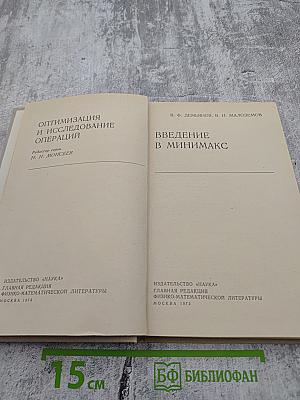 ОПТИМИЗАЦИЯ
И ИССЛЕДОВАНИЕ
ОПЕРАЦИЙ
Редактор серии
Н. Н. МОИСЕЕВ
ИЗДАТЕЛЬСТВО «НАУКА»
ГЛАВНАЯ РЕДАКЦИЯ
ФИЗИКО-МАТЕМАТИЧЕСКОЙ ЛИТЕРАТУРЫ
МОСКВА 1972
В. Ф. ДЕМЬЯНОВ, В. Н. МАЛОЗЕМОВ
ВВЕДЕНИЕ
В МИНИМАКС
ИЗДАТЕЛЬСТВО «НАУКА»
ГЛАВНАЯ РЕДАКЦИЯ
ФИЗИКО-МАТЕМАТИЧЕСКОЙ ЛИТЕРАТУРЫ
МОСКВА 1972
15 см
БФ БИБЛИОФАН